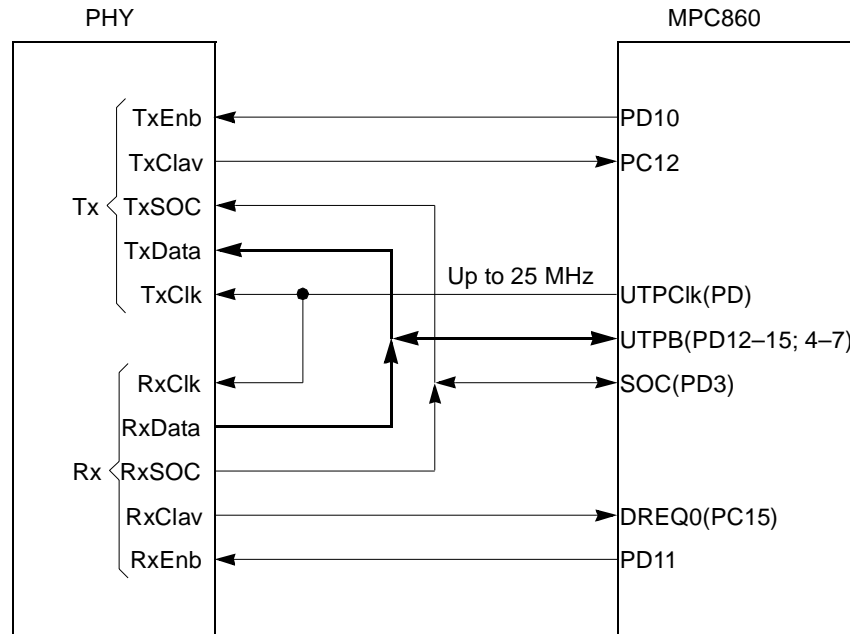 PHY
MPC860
TxEnb
PD10
TxClav
PC12
Tx
TxSOC
TxData
Up to 25 MHz
TxClk
UTPClk(PD)
UTPB(PD12–15; 4–7)
RxClk
SOC(PD3)
RxData
Rx
RxSOC
RxClav
DREQ0(PC15)
RxEnb
PD11